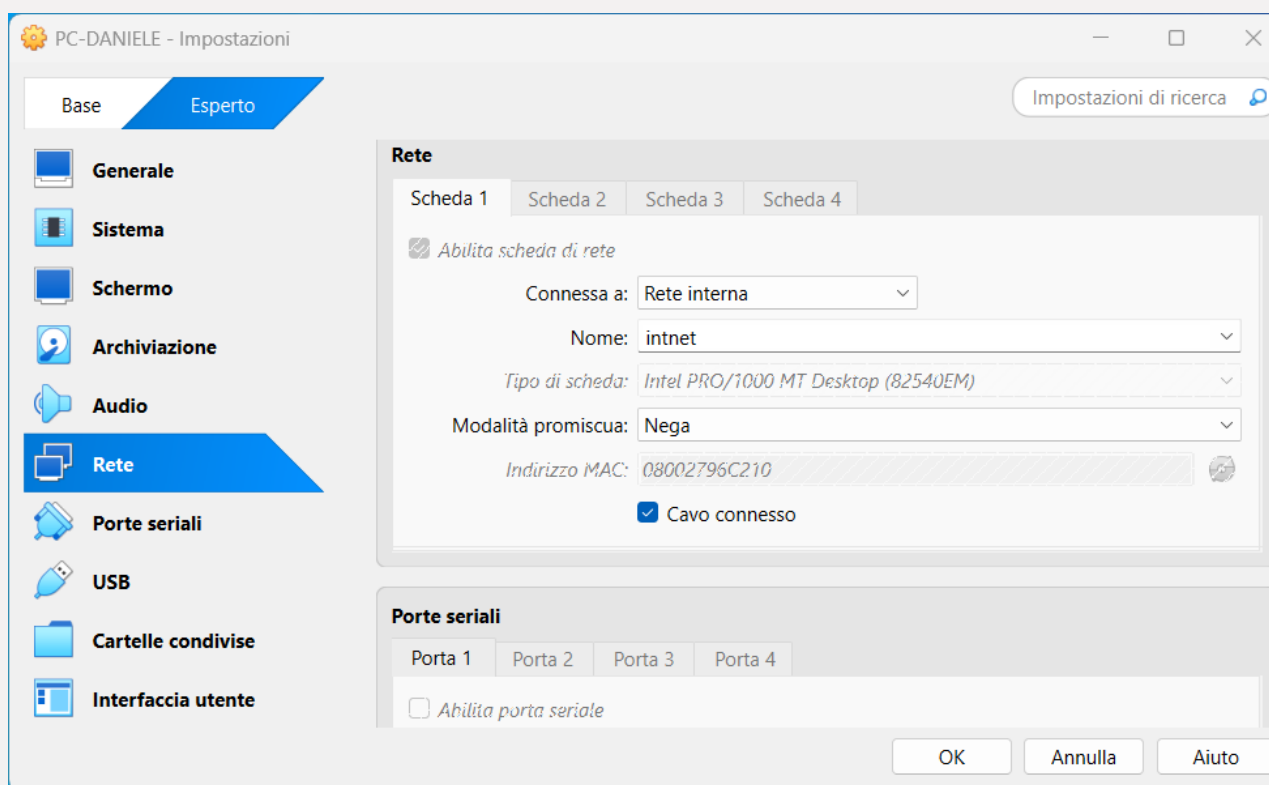 PC-DANIELE - Impostazioni
Base
Esperto
Impostazioni di ricerca
Generale
Sistema
Schermo
Archiviazione
Audio
Rete
Porte seriali
USB
Cartelle condivise
Interfaccia utente
Rete
Scheda 1
Scheda 2
Scheda 3
Scheda 4
Abilita scheda di rete
Connessa a: Rete interna
Nome: intnet
Tipo di scheda: Intel PRO/1000 MT Desktop (82540EM)
Modalità promiscua: Nega
Indirizzo MAC: 08002796C210
Cavo connesso
Porte seriali
Porta 1
Porta 2
Porta 3
Porta 4
Abilita porta seriale
OK
Annulla
Aiuto